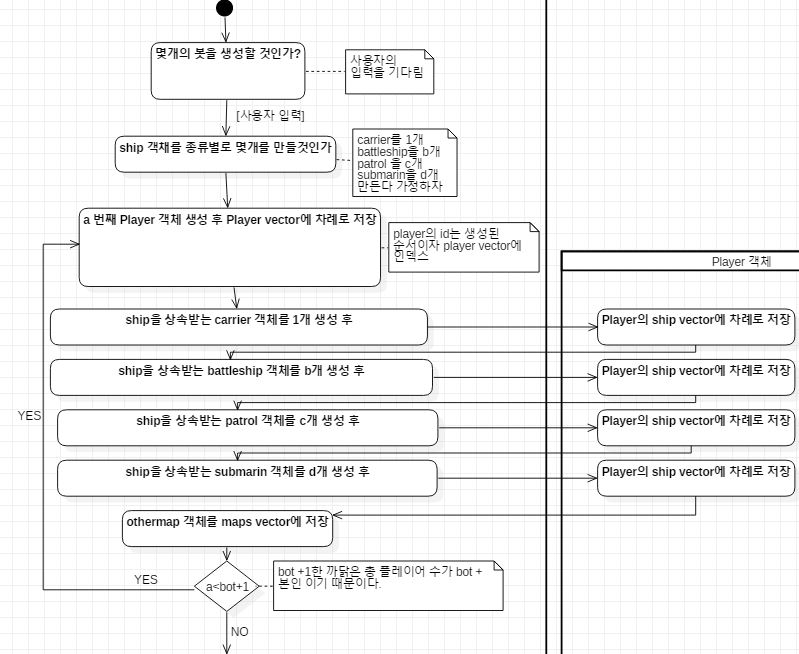 몇개의 봇을 생성할 것인가?
사용자의
입력을 기다림
[사용자 입력]
ship 객채를 종류별로 몇개를 만들것인가
carrier를 1개
battleship을 b개
patrol 을 c개
submarin을 d개
만든다 가정하자
a 번째 Player 객체 생성 후 Player vector에 차례로 저장
player의 id는 생성된
순서이자 player vector에
인덱스
Player 객체
ship을 상속받는 carrier 객체를 1개 생성 후
Player의 ship vector에 차례로 저장
ship을 상속받는 battleship 객체를 b개 생성 후
Player의 ship vector에 차례로 저장
YES
ship을 상속받는 patrol 객체를 c개 생성 후
Player의 ship vector에 차례로 저장
ship을 상속받는 submarin 객체를 d개 생성 후
Player의 ship vector에 차례로 저장
othermap 객체를 maps vector에 저장
YES
a<bot+1
bot +1한 까닭은 총 플레이어 수가 bot +
본인 이기 때문이다.
NO